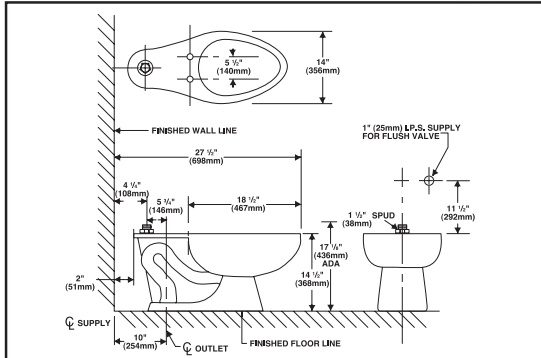 5 ½"
(140mm)
14"
(356mm)
FINISHED WALL LINE
1" (25mm) I.P.S. SUPPLY
FOR FLUSH VALVE
27 ½"
(698mm)
4 ¼"
(108mm)
5 ¾"
(146mm)
18 ½"
(467mm)
1 ½"
(38mm)
SPUD
11 ½"
(292mm)
17 ⅛"
(436mm)
ADA
14 ½"
(368mm)
2"
(51mm)
℄ SUPPLY
10"
(254mm)
℄ OUTLET
FINISHED FLOOR LINE